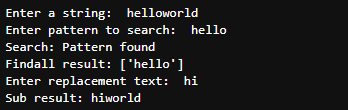 Enter a string:  helloworld
Enter pattern to search:  hello
Search: Pattern found
Findall result: ['hello']
Enter replacement text:  hi
Sub result: hiworld